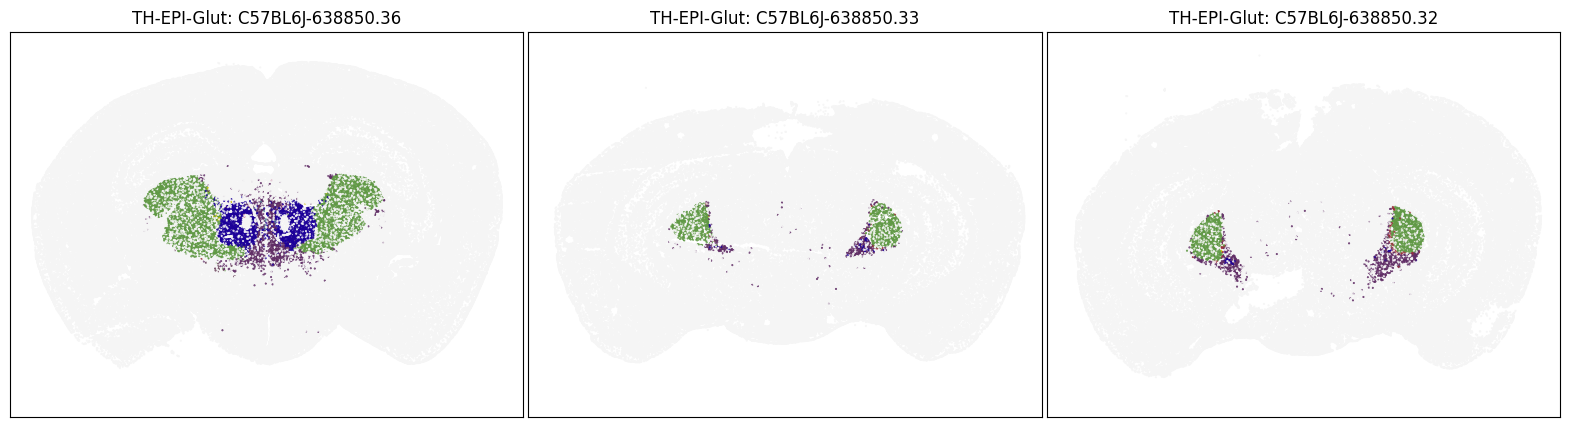 TH-EPI-Glut: C57BL6J-638850.36
TH-EPI-Glut: C57BL6J-638850.33
TH-EPI-Glut: C57BL6J-638850.32